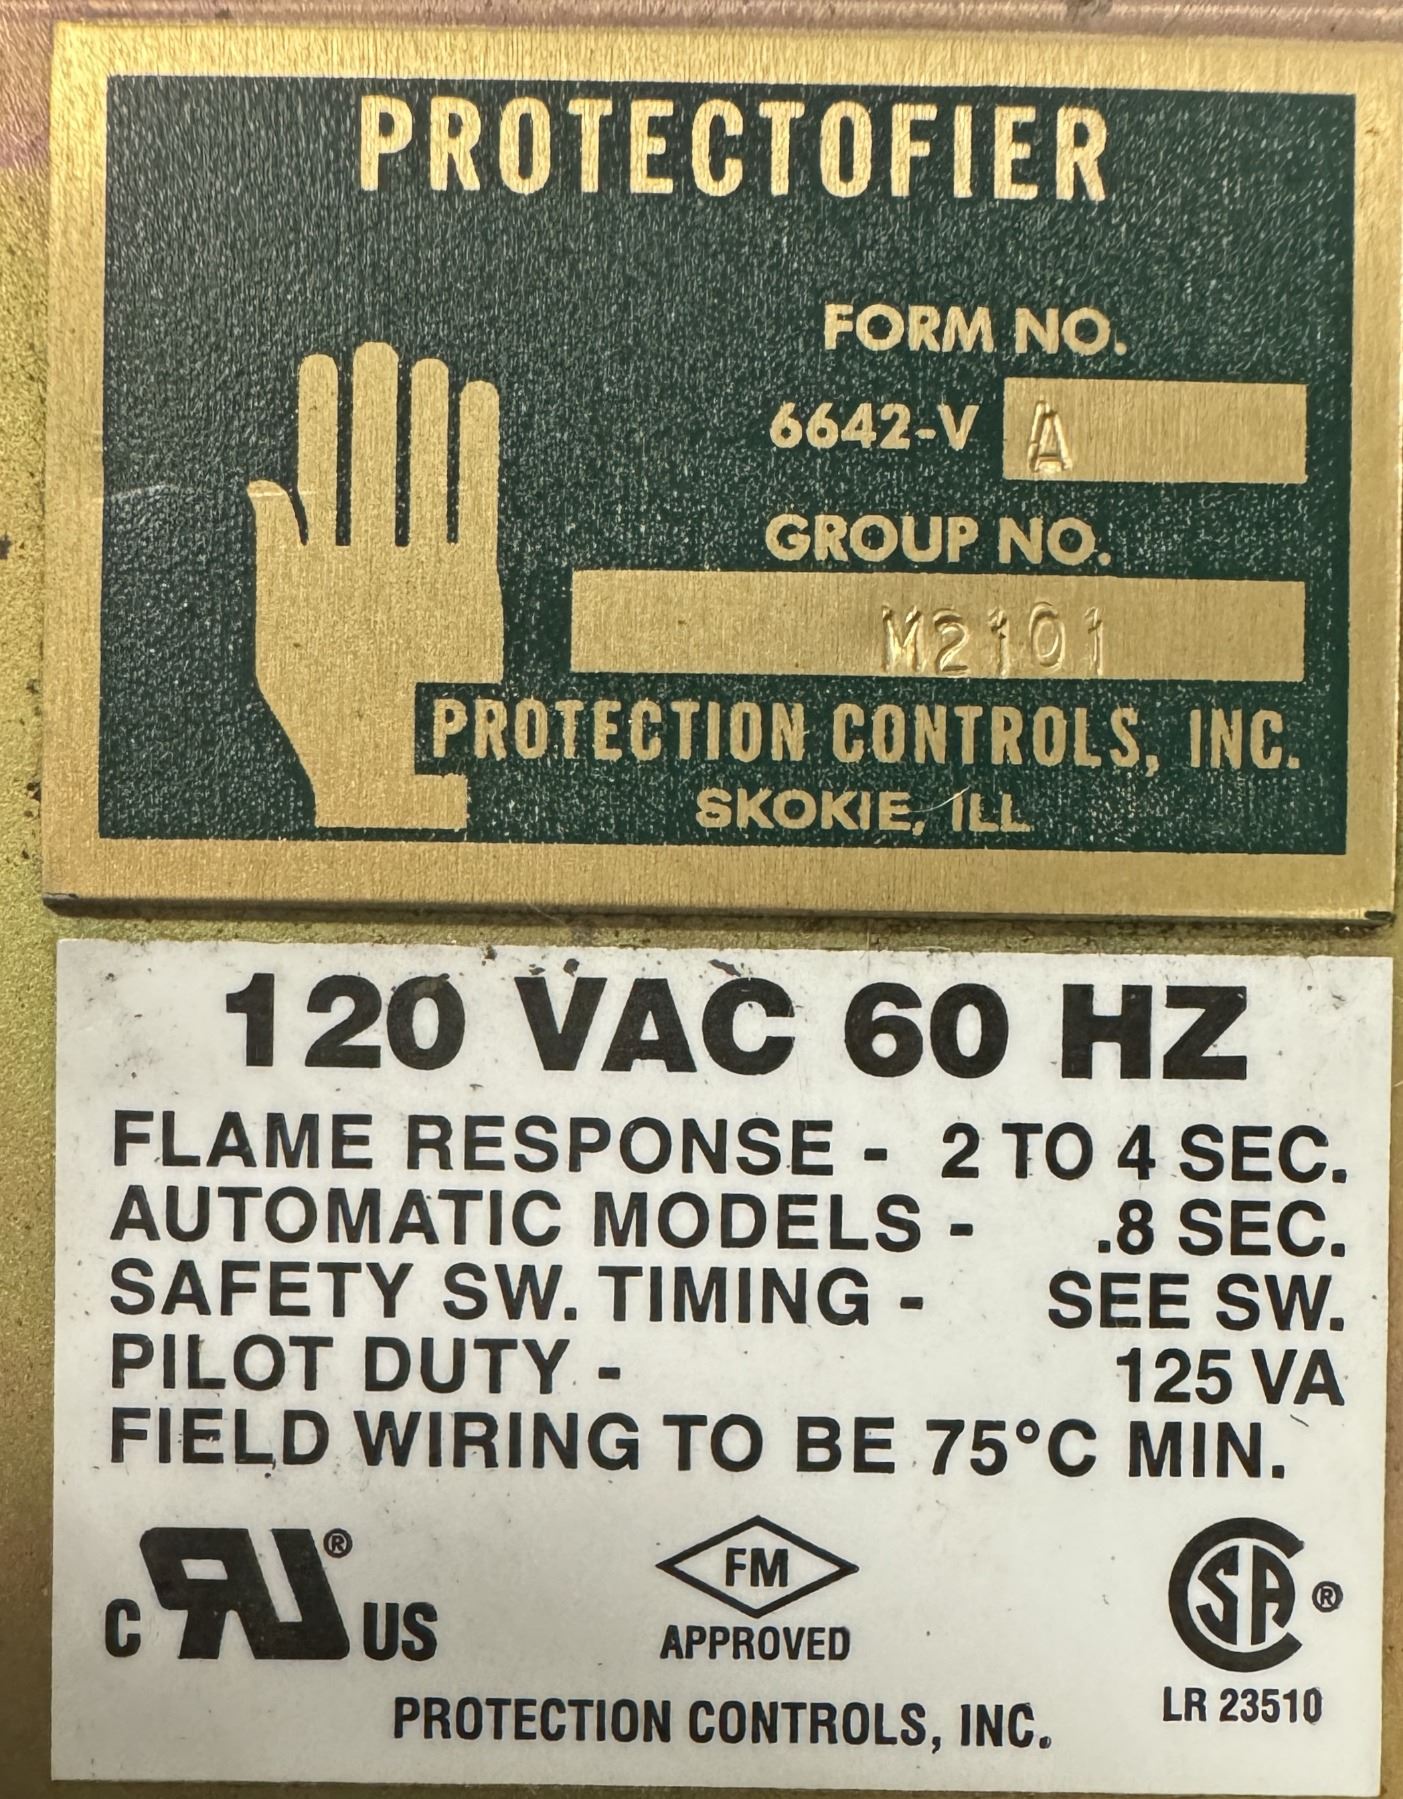 PROTECTOFIER
FORM NO.
6642-V A
GROUP NO.
M2101
PROTECTION CONTROLS, INC.
SKOKIE, ILL
120 VAC 60 HZ
FLAME RESPONSE - 2 TO 4 SEC.
AUTOMATIC MODELS - .8 SEC.
SAFETY SW. TIMING - SEE SW.
PILOT DUTY - 125 VA
FIELD WIRING TO BE 75°C MIN.
C RU® US
FM
APPROVED
SA ®
LR 23510
PROTECTION CONTROLS, INC.